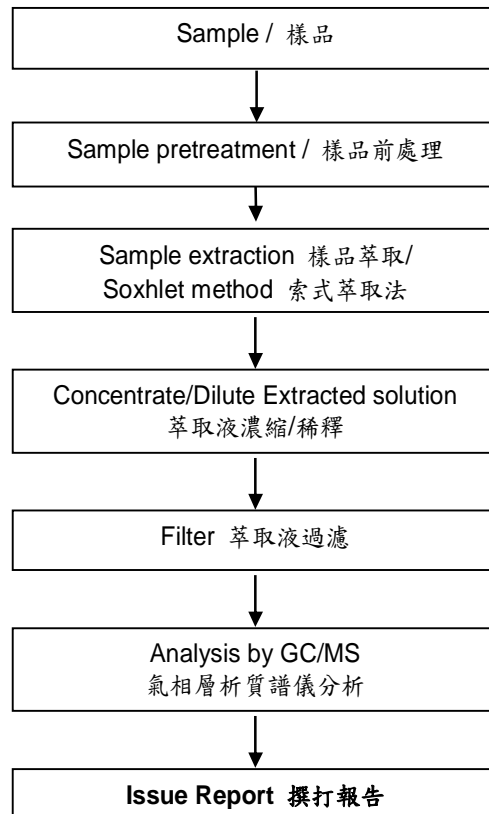 Sample / 樣品
Sample pretreatment / 樣品前處理
Sample extraction 樣品萃取/
Soxhlet method 索式萃取法
Concentrate/Dilute Extracted solution
萃取液濃縮/稀釋
Filter 萃取液過濾
Analysis by GC/MS
氣相層析質譜儀分析
Issue Report 撰打報告